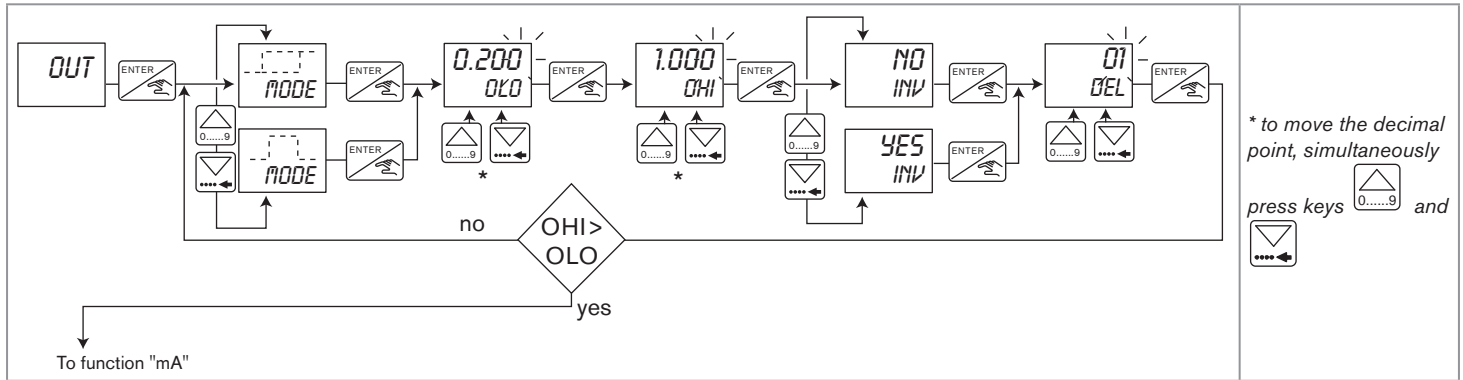 OUT
ENTER
MODE
ENTER
MODE
ENTER
0......9
0.200
OLO
ENTER
0......9
*
1.000
OHI
ENTER
0......9
*
NO
INV
ENTER
YES
INV
ENTER
0......9
01
DEL
ENTER
0......9
no
OHI>
OLO
yes
To function "mA"
* to move the decimal
point, simultaneously
press keys 0......9 and